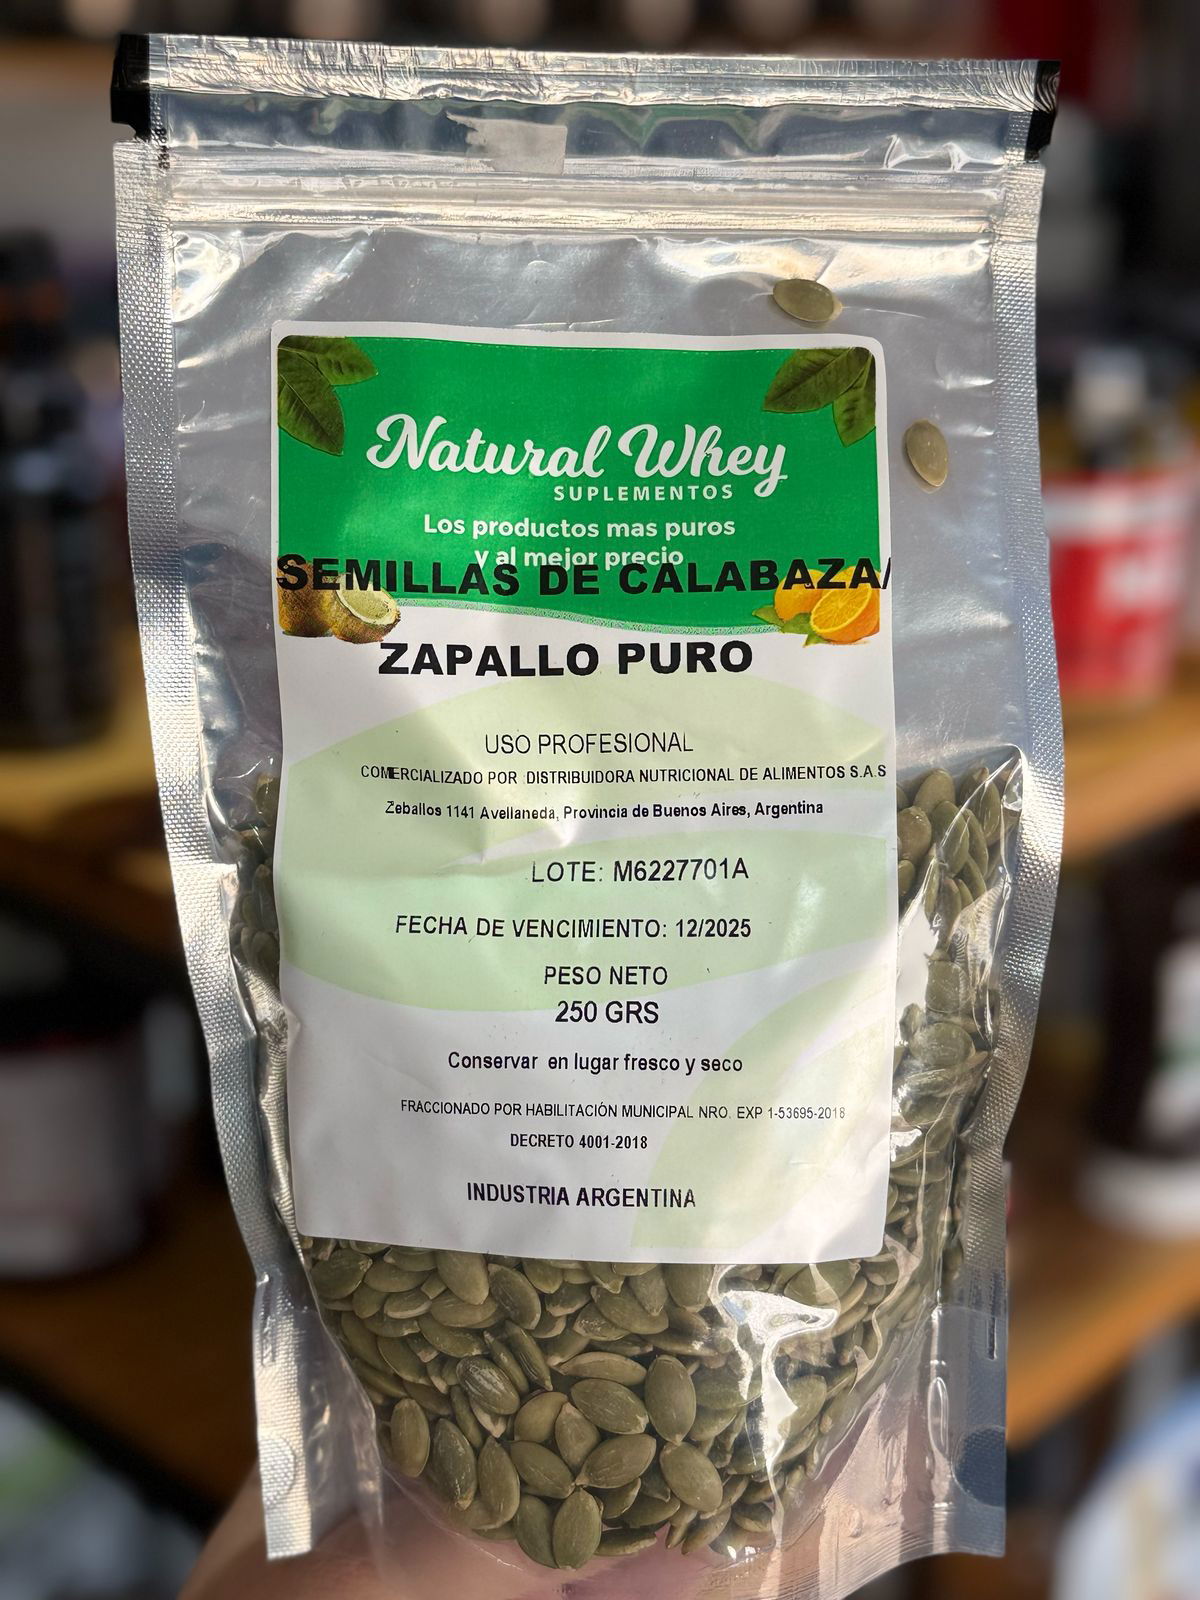 Natural Whey
SUPLEMENTOS
Los productos mas puros
y al mejor precio
SEMILLAS DE CALABAZA/
ZAPALLO PURO
USO PROFESIONAL
COMERCIALIZADO POR DISTRIBUIDORA NUTRICIONAL DE ALIMENTOS S.A.S
Zeballos 1141 Avellaneda, Provincia de Buenos Aires, Argentina
LOTE: M6227701A
FECHA DE VENCIMIENTO: 12/2025
PESO NETO
250 GRS
Conservar en lugar fresco y seco
FRACCIONADO POR HABILITACIÓN MUNICIPAL NRO. EXP 1-53695-2018
DECRETO 4001-2018
INDUSTRIA ARGENTINA